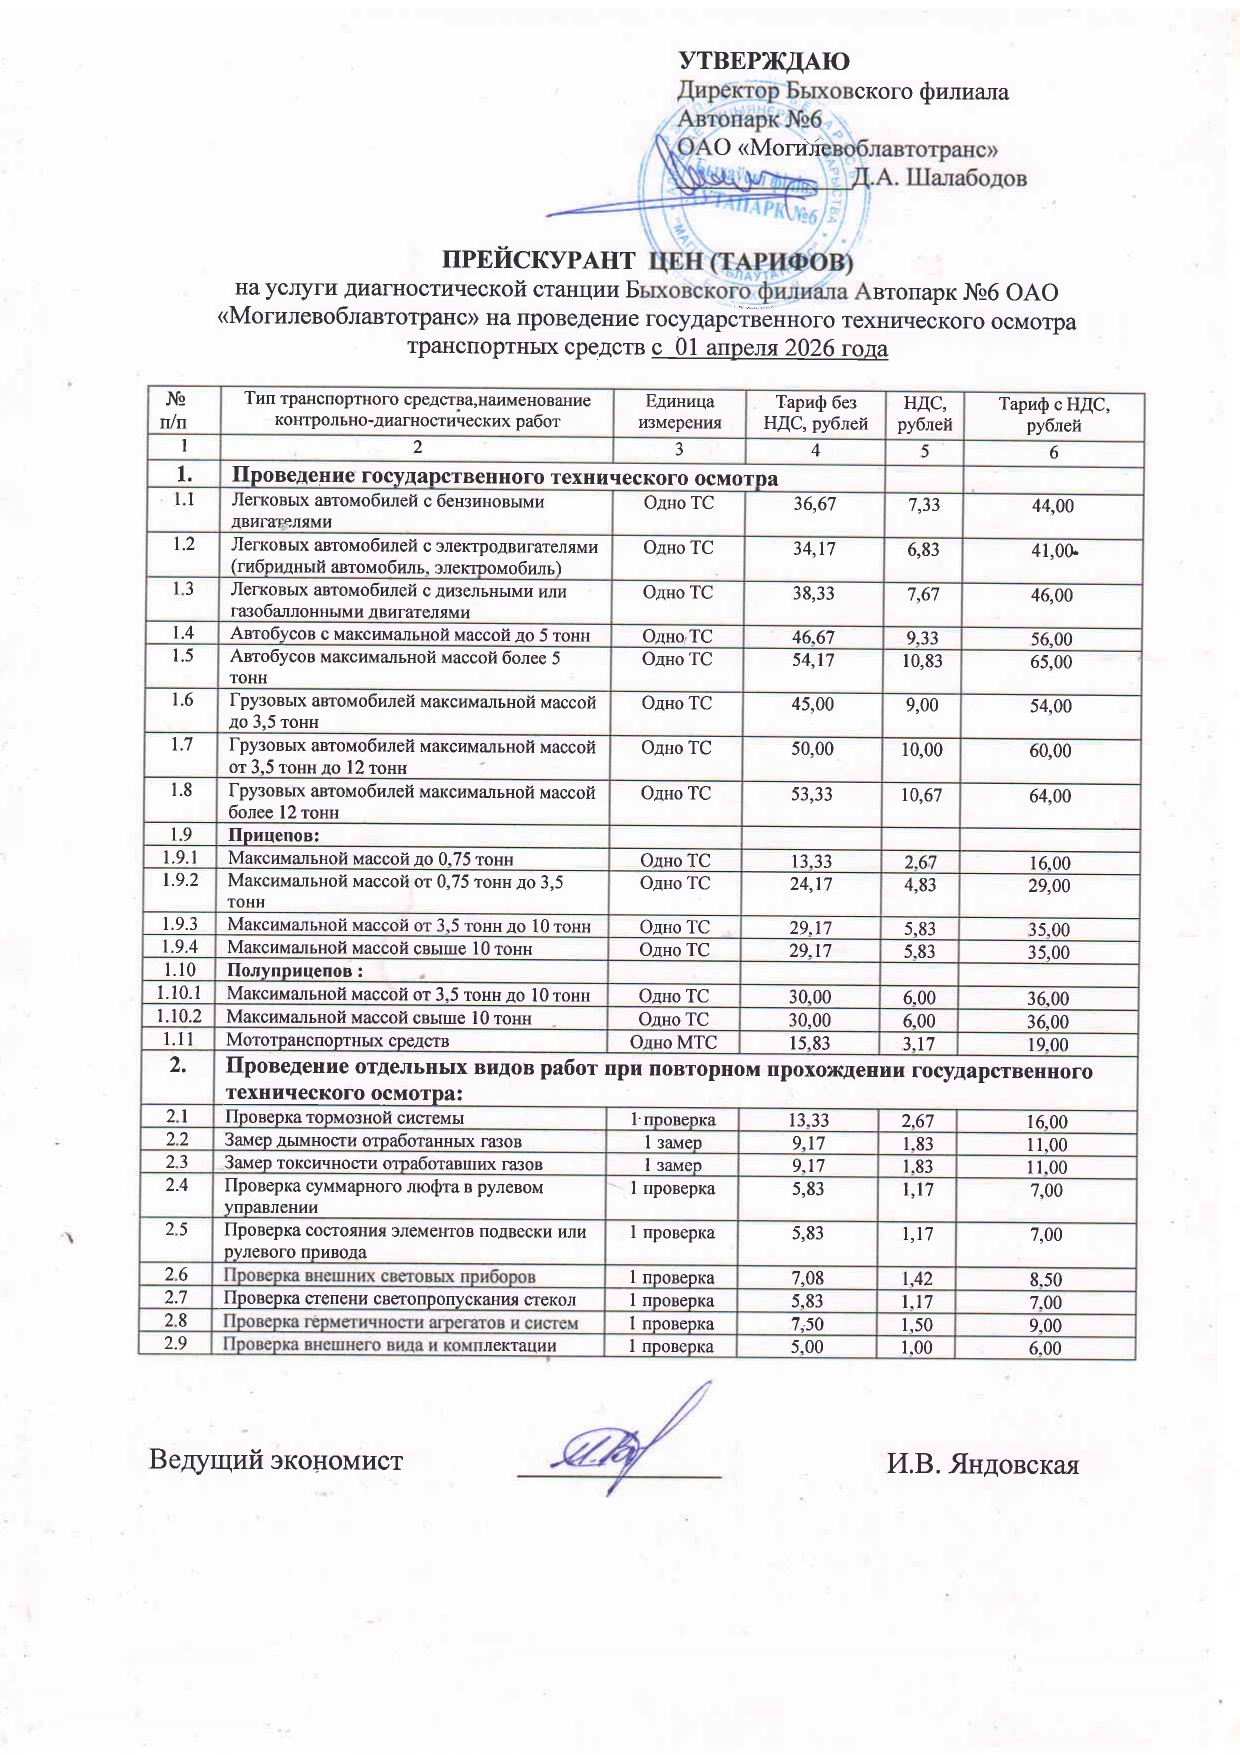 УТВЕРЖДАЮ
Директор Быховского филиала
Автопарк №6
ОАО «Могилевоблавтотранс»
Д.А. Шалабодов
Быхаўскі філіял
АЎТАПАРК №6
ПРЕЙСКУРАНТ ЦЕН (ТАРИФОВ)
на услуги диагностической станции Быховского филиала Автопарк №6 ОАО
«Могилевоблавтотранс» на проведение государственного технического осмотра
транспортных средств с 01 апреля 2026 года
№ п/п Тип транспортного средства,наименование контрольно-диагностических работ Единица измерения Тариф без НДС, рублей НДС, рублей Тариф с НДС, рублей
1 2 3 4 5 6
1. Проведение государственного технического осмотра
1.1 Легковых автомобилей с бензиновыми двигателями Одно ТС 36,67 7,33 44,00
1.2 Легковых автомобилей с электродвигателями (гибридный автомобиль, электромобиль) Одно ТС 34,17 6,83 41,00
1.3 Легковых автомобилей с дизельными или газобаллонными двигателями Одно ТС 38,33 7,67 46,00
1.4 Автобусов с максимальной массой до 5 тонн Одно ТС 46,67 9,33 56,00
1.5 Автобусов максимальной массой более 5 тонн Одно ТС 54,17 10,83 65,00
1.6 Грузовых автомобилей максимальной массой до 3,5 тонн Одно ТС 45,00 9,00 54,00
1.7 Грузовых автомобилей максимальной массой от 3,5 тонн до 12 тонн Одно ТС 50,00 10,00 60,00
1.8 Грузовых автомобилей максимальной массой более 12 тонн Одно ТС 53,33 10,67 64,00
1.9 Прицепов:
1.9.1 Максимальной массой до 0,75 тонн Одно ТС 13,33 2,67 16,00
1.9.2 Максимальной массой от 0,75 тонн до 3,5 тонн Одно ТС 24,17 4,83 29,00
1.9.3 Максимальной массой от 3,5 тонн до 10 тонн Одно ТС 29,17 5,83 35,00
1.9.4 Максимальной массой свыше 10 тонн Одно ТС 29,17 5,83 35,00
1.10 Полуприцепов :
1.10.1 Максимальной массой от 3,5 тонн до 10 тонн Одно ТС 30,00 6,00 36,00
1.10.2 Максимальной массой свыше 10 тонн Одно ТС 30,00 6,00 36,00
1.11 Мототранспортных средств Одно МТС 15,83 3,17 19,00
2. Проведение отдельных видов работ при повторном прохождении государственного
технического осмотра:
2.1 Проверка тормозной системы 1 проверка 13,33 2,67 16,00
2.2 Замер дымности отработанных газов 1 замер 9,17 1,83 11,00
2.3 Замер токсичности отработавших газов 1 замер 9,17 1,83 11,00
2.4 Проверка суммарного люфта в рулевом управлении 1 проверка 5,83 1,17 7,00
2.5 Проверка состояния элементов подвески или рулевого привода 1 проверка 5,83 1,17 7,00
2.6 Проверка внешних световых приборов 1 проверка 7,08 1,42 8,50
2.7 Проверка степени светопропускания стекол 1 проверка 5,83 1,17 7,00
2.8 Проверка герметичности агрегатов и систем 1 проверка 7,50 1,50 9,00
2.9 Проверка внешнего вида и комплектации 1 проверка 5,00 1,00 6,00
Ведущий экономист И.В. Яндовская